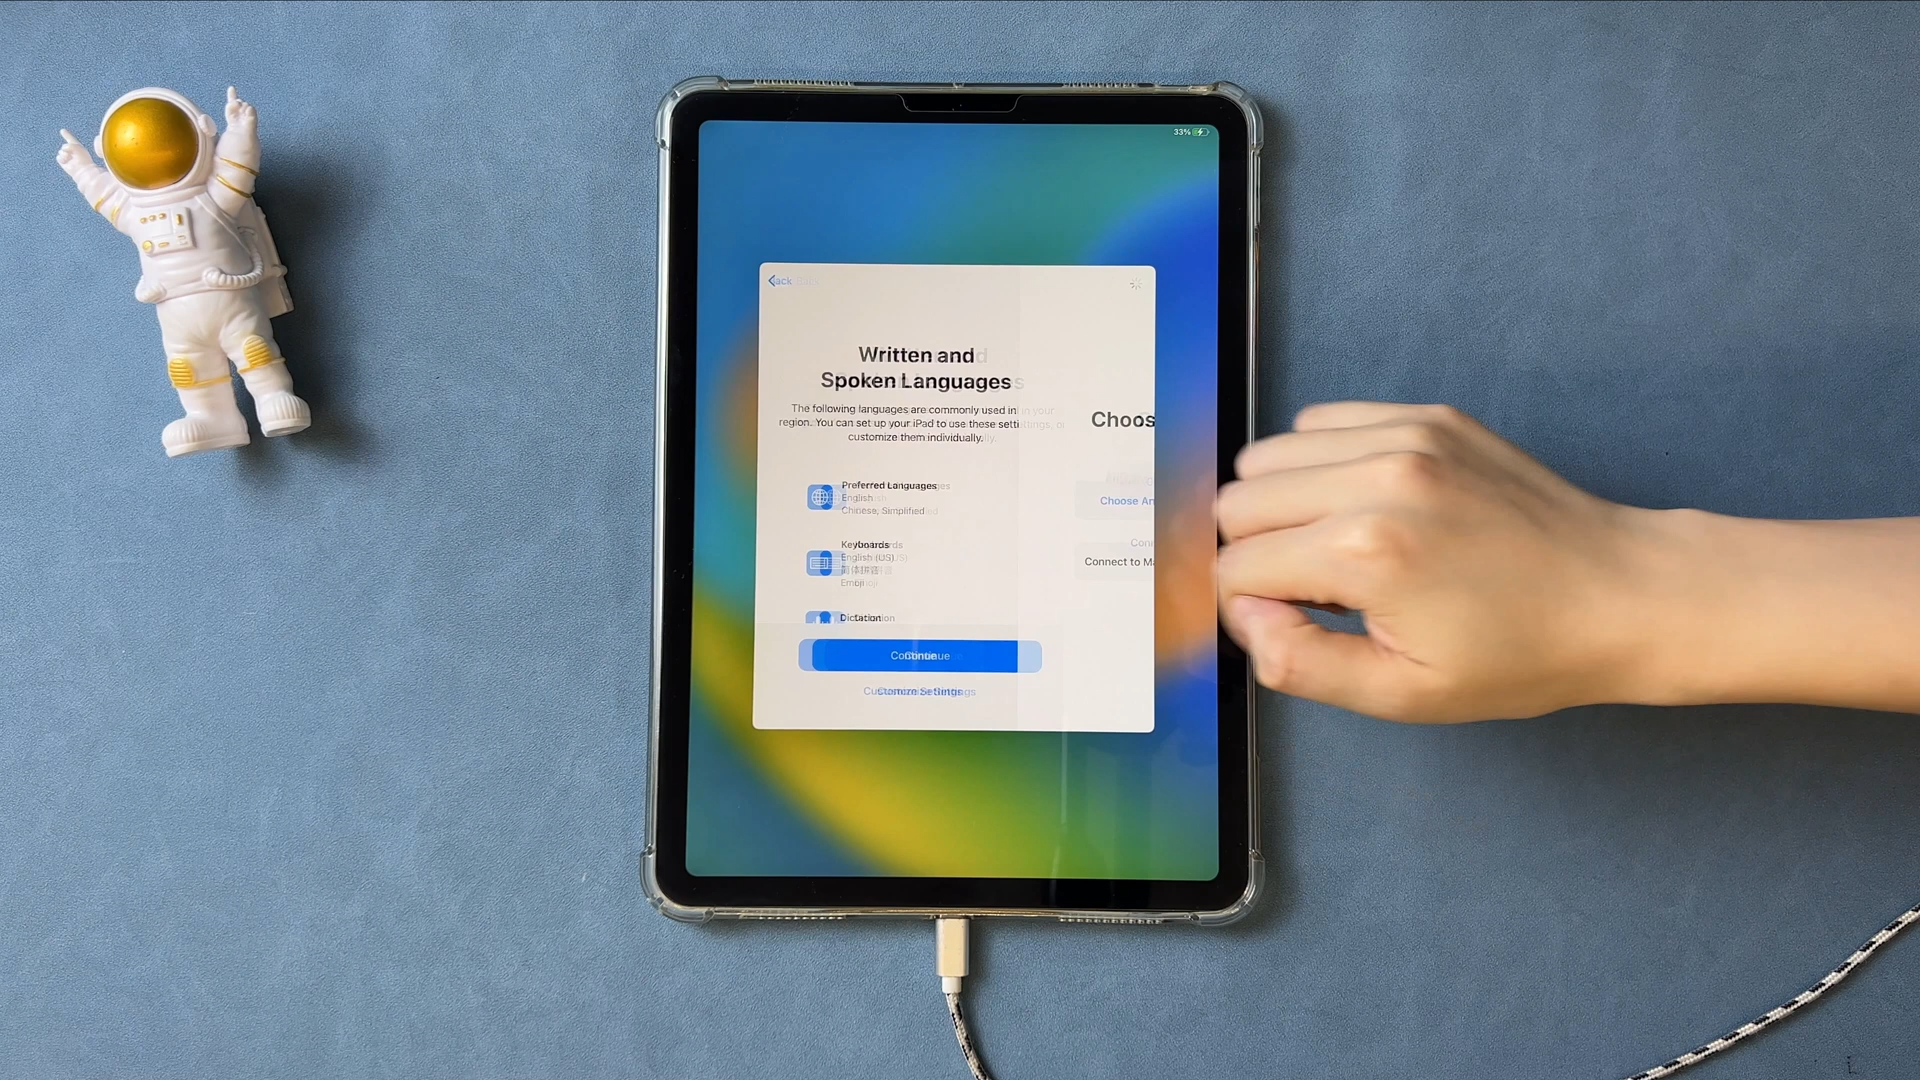 33%
Back
Written and
Spoken Languages
The following languages are commonly used in your
region. You can set up your iPad to use these settings, or
customize them individually.
Preferred Languages
English
Chinese, Simplified
Keyboards
English (US)
简体拼音
Emoji
Dictation
Continue
Customize Settings
Choos
Choose An
Connect to Ma